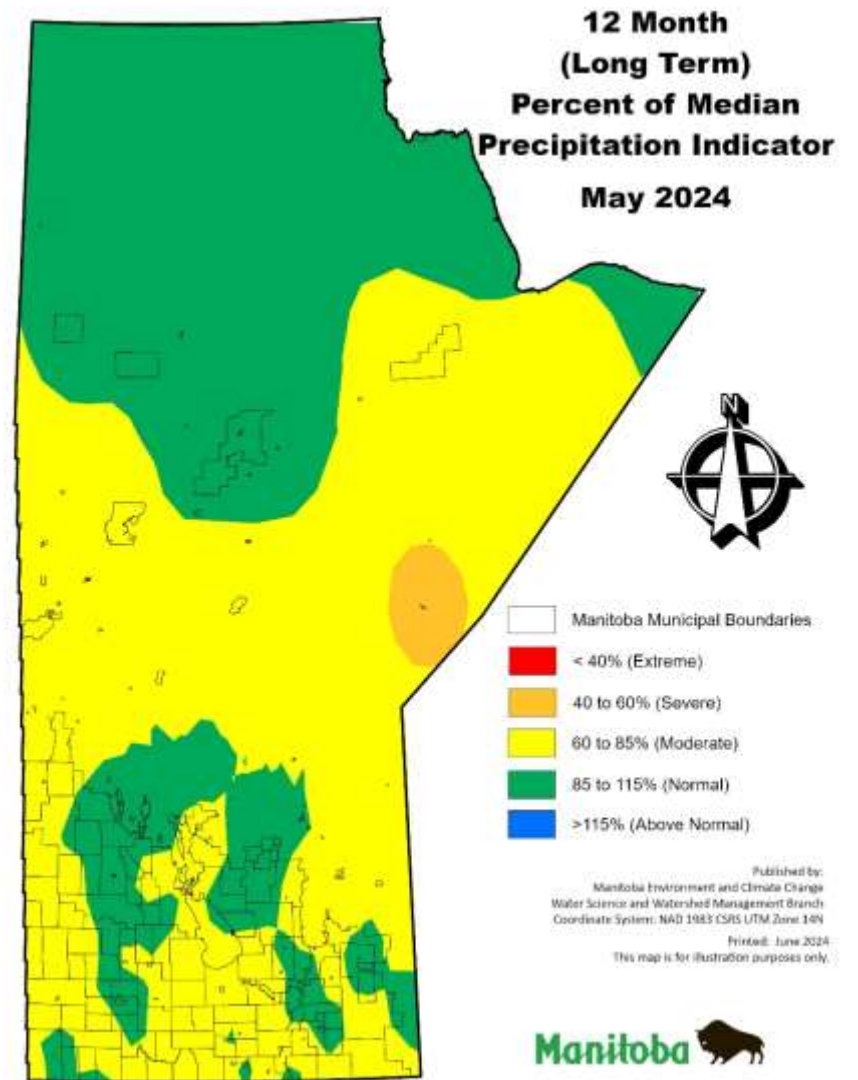 12 Month
(Long Term)
Percent of Median
Precipitation Indicator
May 2024
N
Manitoba Municipal Boundaries
< 40% (Extreme)
40 to 60% (Severe)
60 to 85% (Moderate)
85 to 115% (Normal)
>115% (Above Normal)
Published by:
Manitoba Environment and Climate Change
Water Science and Watershed Management Branch
Coordinate System: NAD 1983 CSRS UTM Zone 14N
Printed: June 2024
This map is for illustration purposes only.
Manitoba